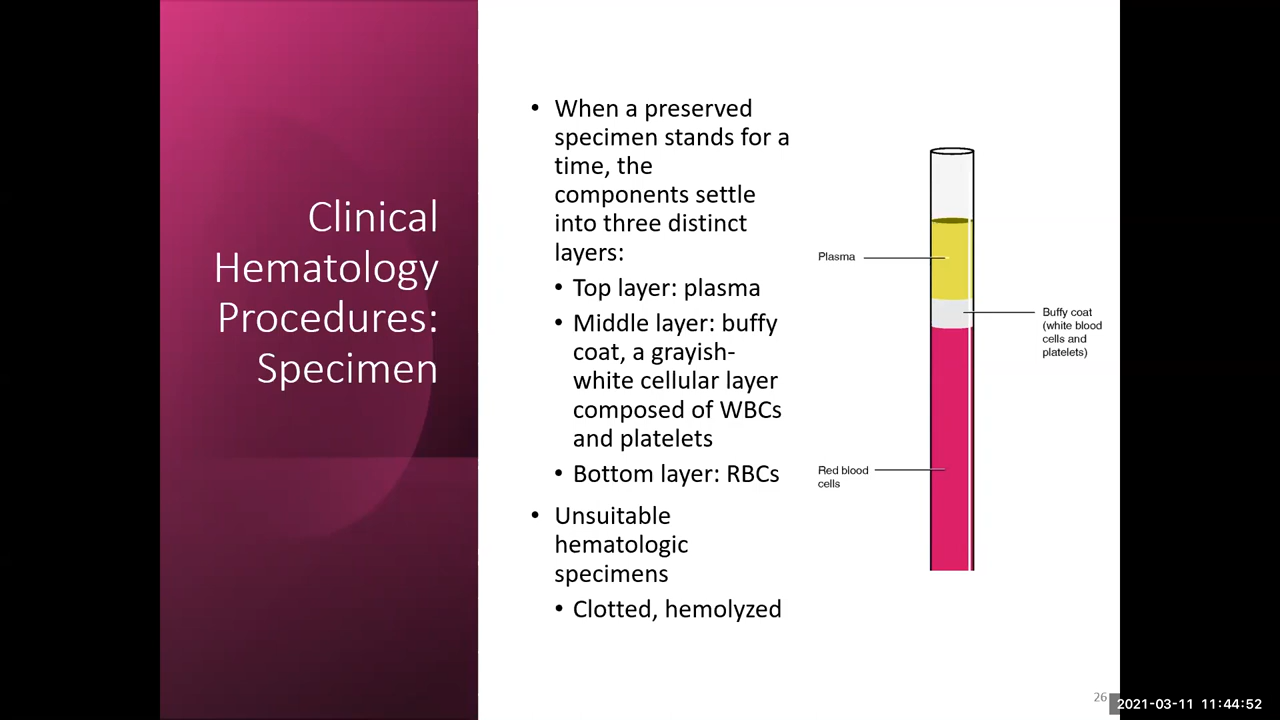 Clinical
Hematology
Procedures:
Specimen
• When a preserved
specimen stands for a
time, the
components settle
into three distinct
layers:
• Top layer: plasma
• Middle layer: buffy
coat, a grayish-
white cellular layer
composed of WBCs
and platelets
• Bottom layer: RBCs
• Unsuitable
hematologic
specimens
• Clotted, hemolyzed
Plasma
Buffy coat
(white blood
cells and
platelets)
Red blood
cells
26
2021-03-11 11:44:52